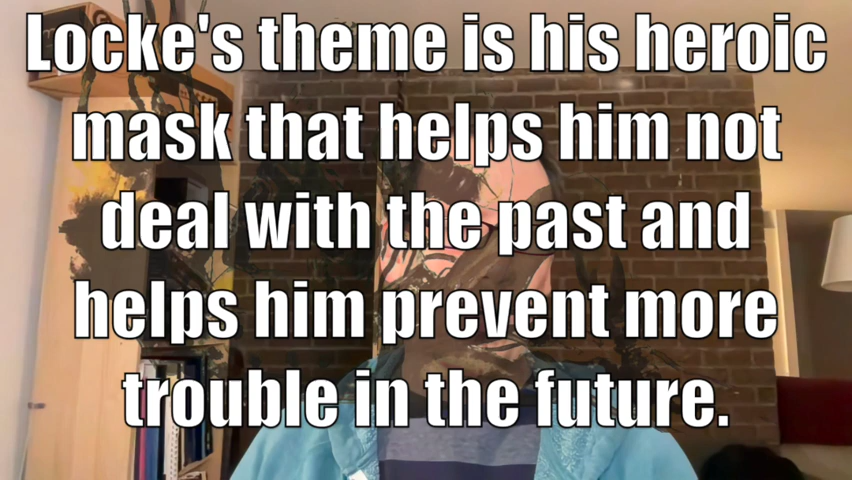 Locke's theme is his heroic
mask that helps him not
deal with the past and
helps him prevent more
trouble in the future.